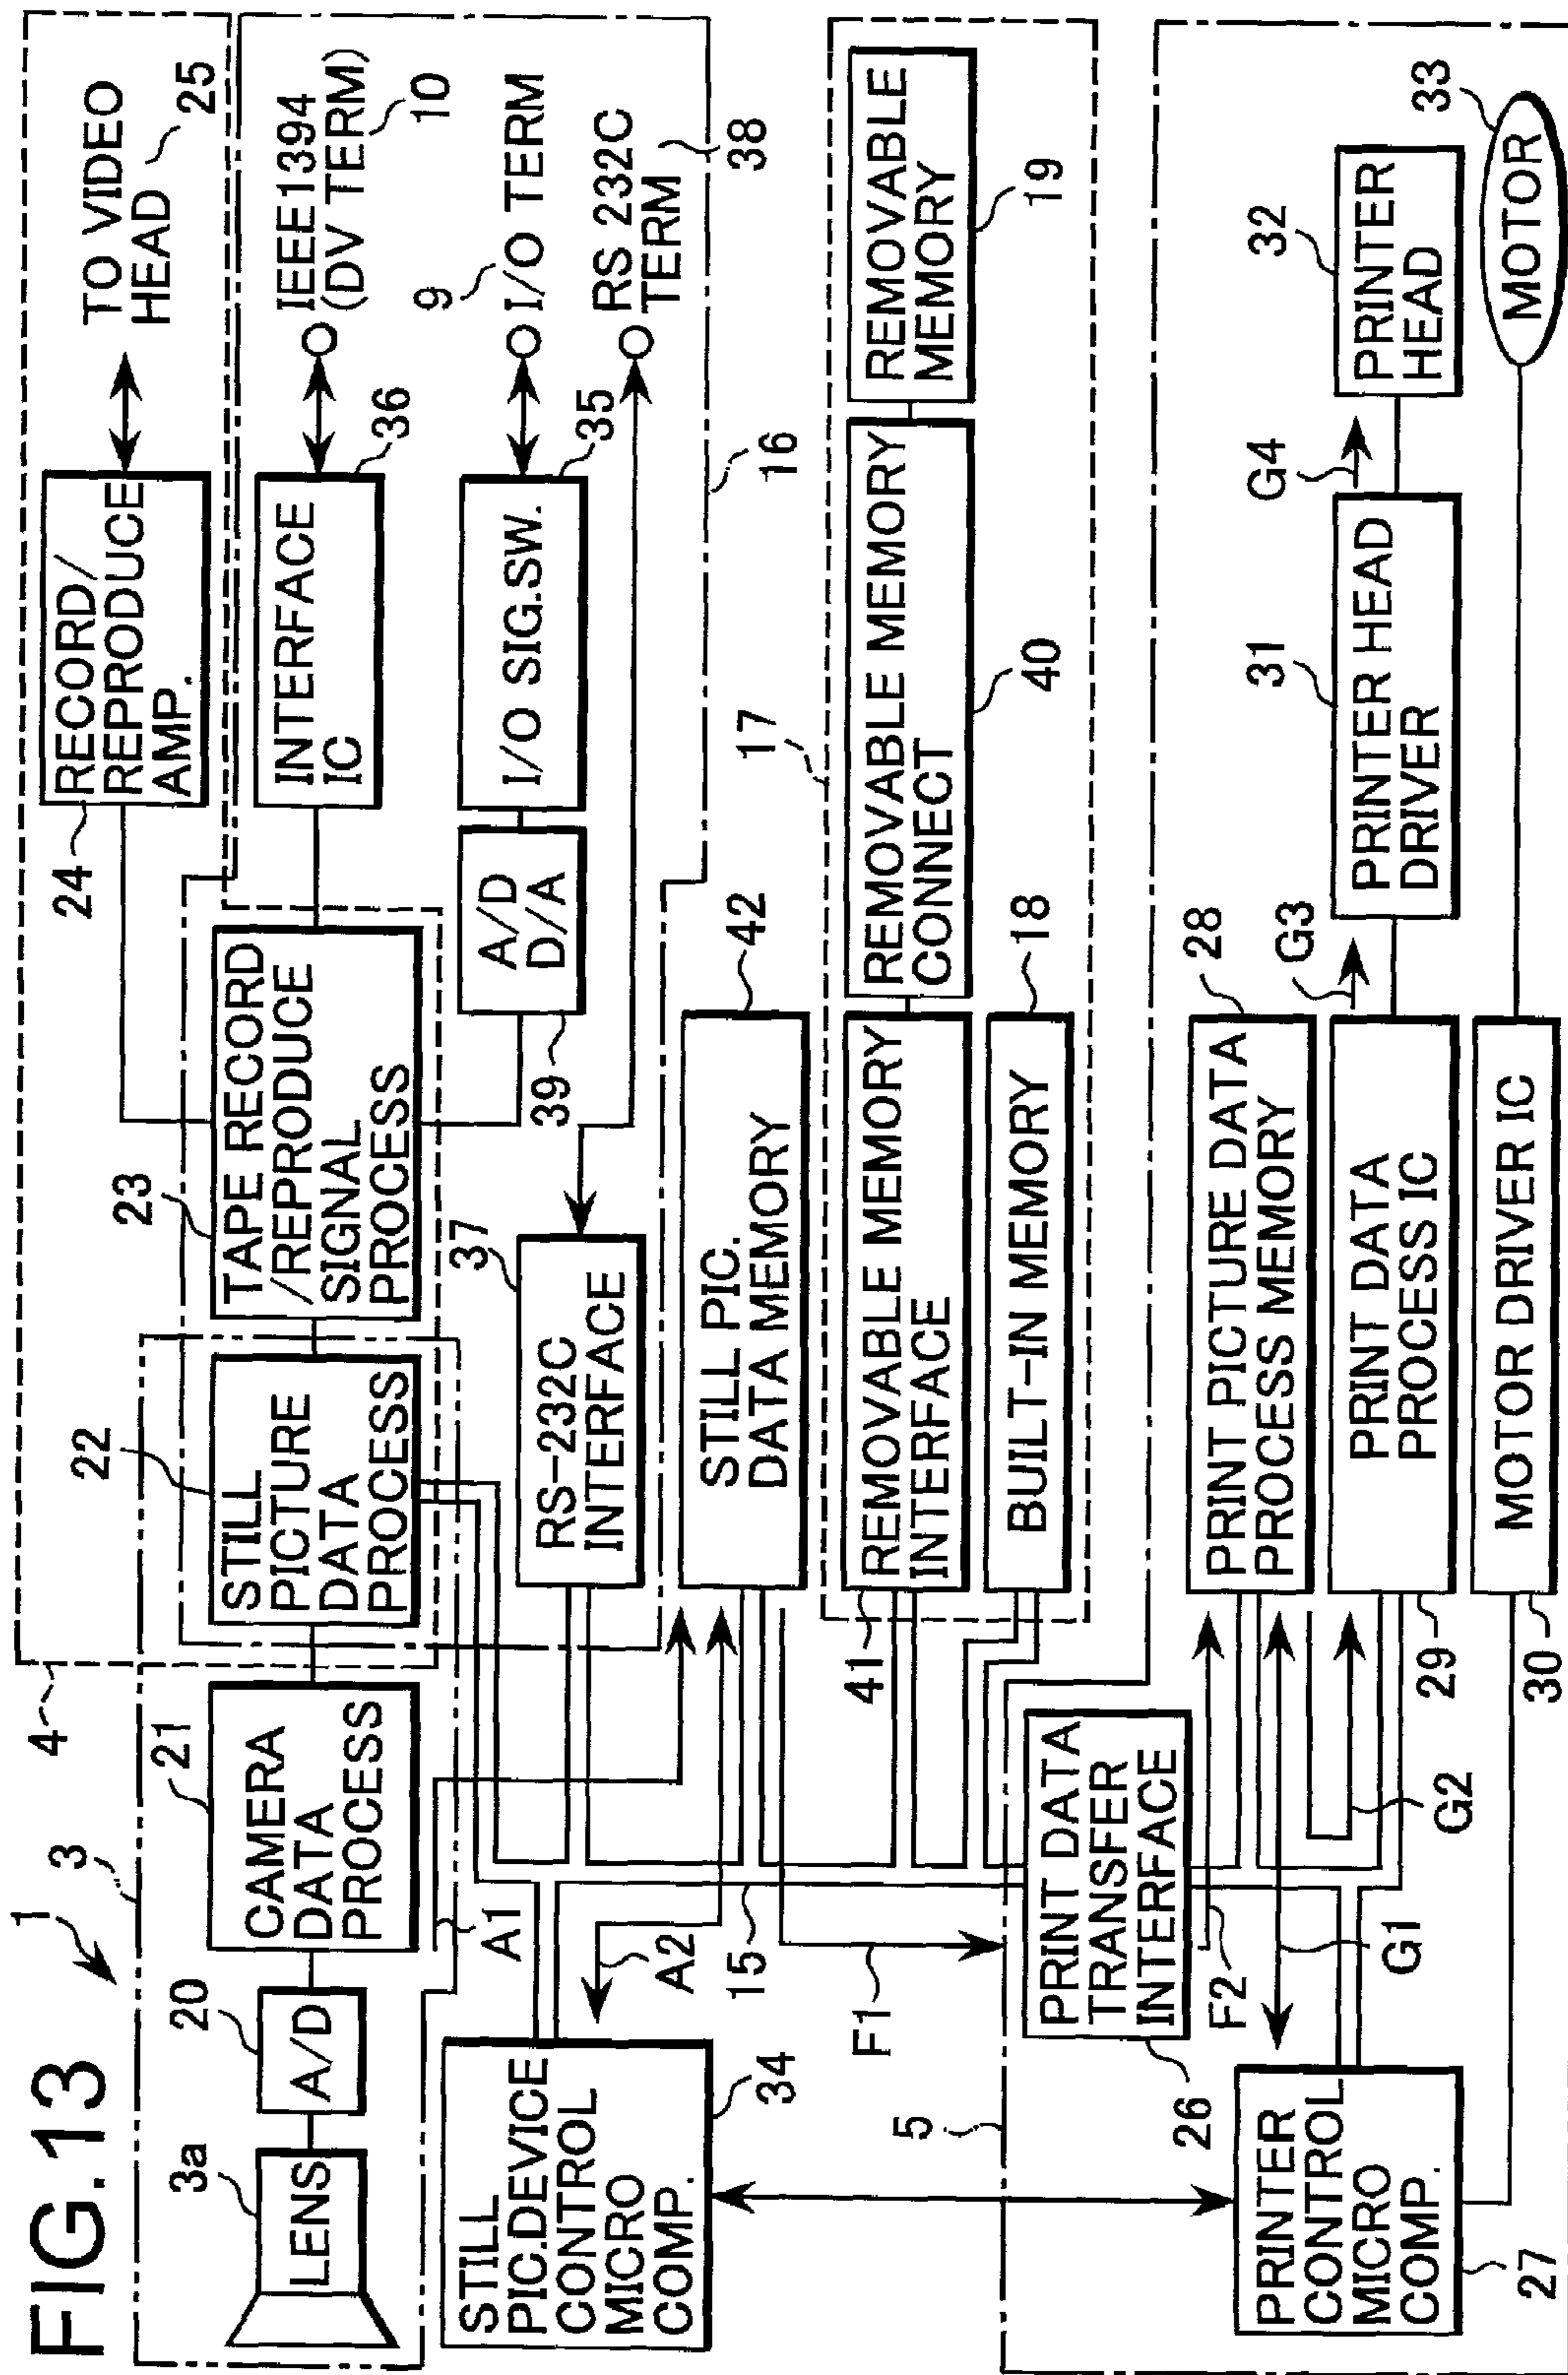 FIG.13
1
3
4
3a
LENS
20
A/D
21
CAMERA
DATA
PROCESS
22
STILL
PICTURE
DATA
PROCESS
23
TAPE RECORD
/REPRODUCE
SIGNAL
PROCESS
24
RECORD/
REPRODUCE
AMP.
TO VIDEO
HEAD
25
INTERFACE
IC
36
IEEE1394
(DV TERM)
10
A/D
D/A
39
I/O SIG.SW.
35
9
I/O TERM
RS 232C
TERM
38
37
RS-232C
INTERFACE
16
A1
A2
STILL
PIC.DEVICE
CONTROL
MICRO
COMP.
34
15
F1
STILL PIC.
DATA MEMORY
42
17
41
REMOVABLE MEMORY
INTERFACE
REMOVABLE MEMORY
CONNECT
40
REMOVABLE
MEMORY
19
BUILT-IN MEMORY
18
5
PRINT DATA
TRANSFER
INTERFACE
26
F2
G1
G2
PRINTER
CONTROL
MICRO
COMP.
27
PRINT PICTURE DATA
PROCESS MEMORY
28
PRINT DATA
PROCESS IC
29
G3
PRINTER HEAD
DRIVER
31
G4
PRINTER
HEAD
32
MOTOR DRIVER IC
30
MOTOR
33